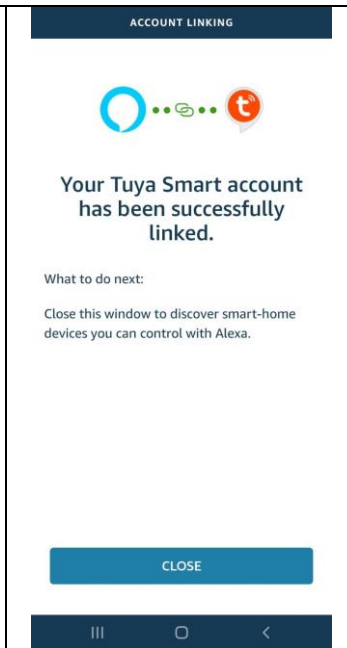 ACCOUNT LINKING
Your Tuya Smart account
has been successfully
linked.
What to do next:
Close this window to discover smart-home
devices you can control with Alexa.
CLOSE